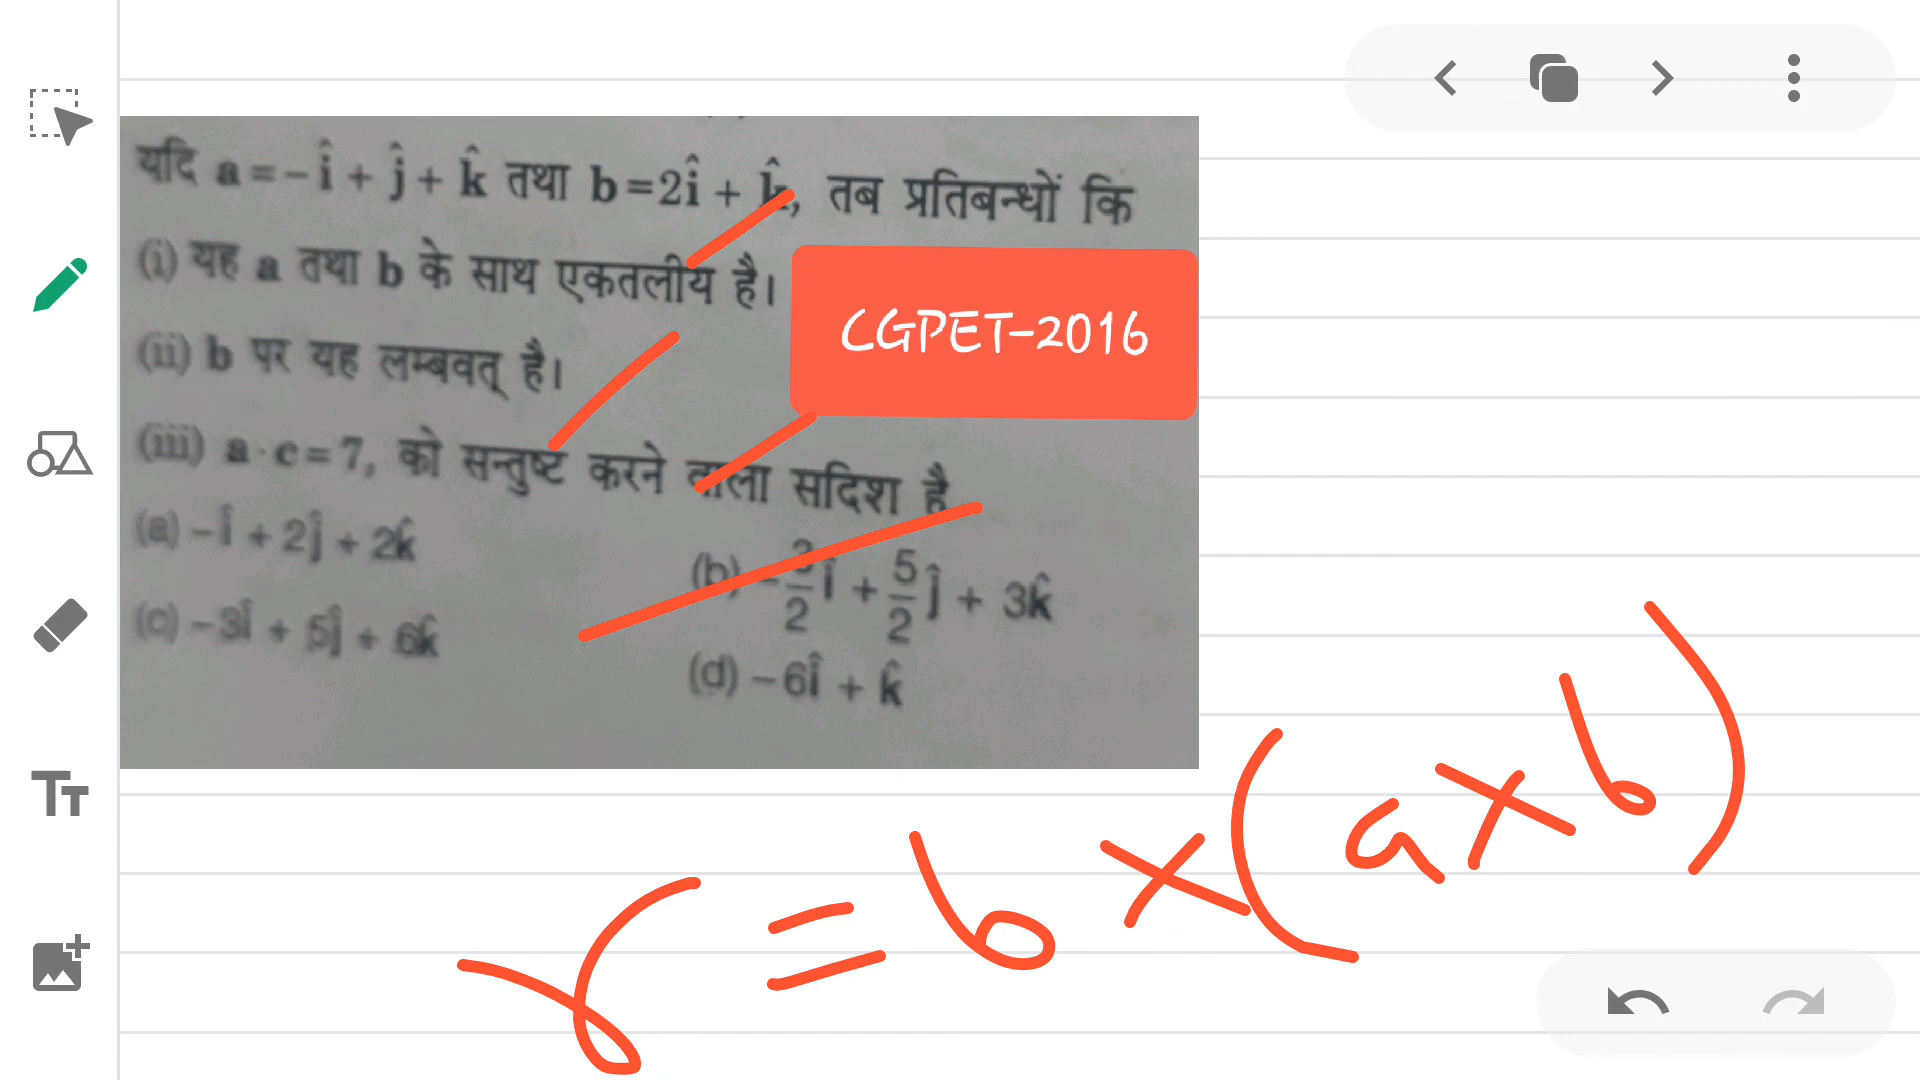 यदि a = -î + ĵ + k̂ तथा b = 2î + k̂, तब प्रतिबन्धों कि
(i) यह a तथा b के साथ एकतलीय है।
CGPET-2016
(ii) b पर यह लम्बवत् है।
(iii) a · c = 7, को सन्तुष्ट करने वाला सदिश है
(a) -î + 2ĵ + 2k̂
(b) -3/2 î + 5/2 ĵ + 3k̂
(c) -3î + 5ĵ + 6k̂
(d) -6î + k̂
r = b × (a × b)